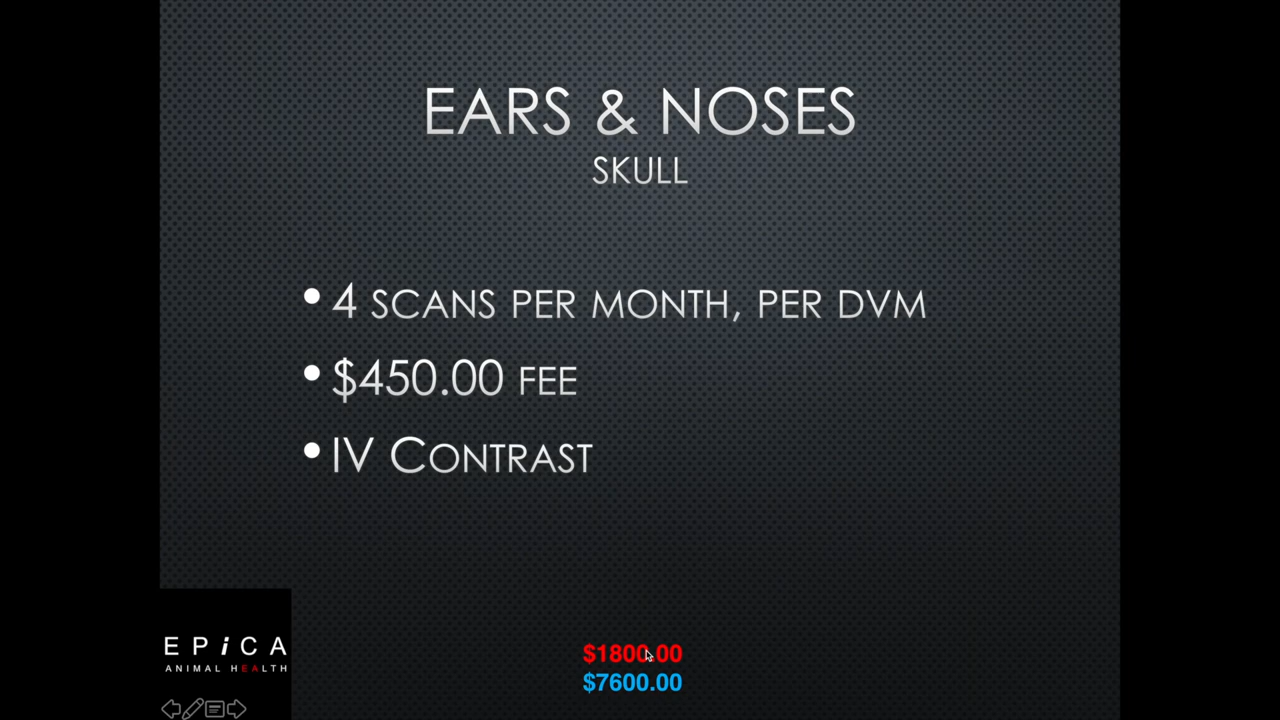 EARS & NOSES
SKULL
• 4 SCANS PER MONTH, PER DVM
• $450.00 FEE
• IV CONTRAST
EPiCA
ANIMAL HEALTH
$1800.00
$7600.00